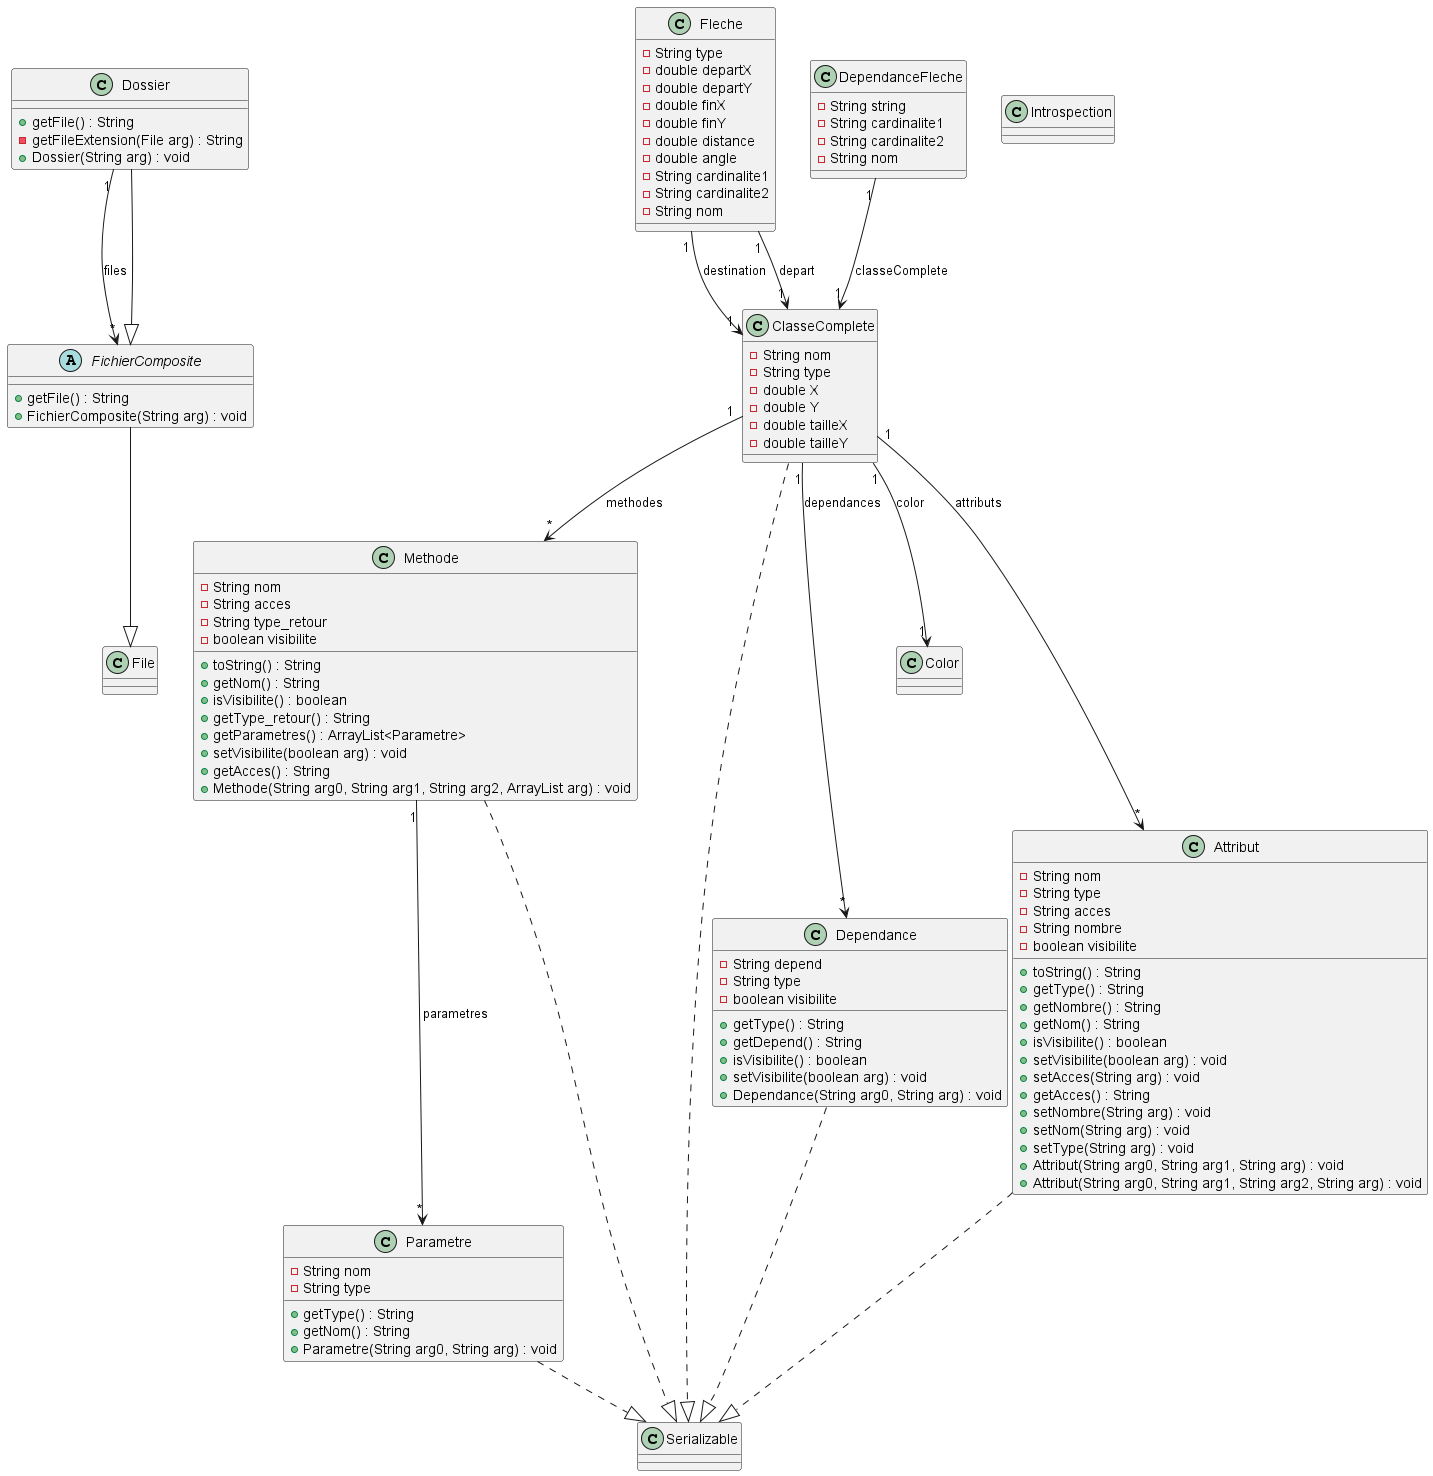 C Fleche
String type
double departX
double departY
double finX
double finY
double distance
double angle
String cardinalite1
String cardinalite2
String nom
C Dossier
getFile() : String
getFileExtension(File arg) : String
Dossier(String arg) : void
C DependanceFleche
String string
String cardinalite1
String cardinalite2
String nom
C Introspection
1
files
*
1
destination
1
1
depart
1
1
classeComplete
1
A FichierComposite
getFile() : String
FichierComposite(String arg) : void
C ClasseComplete
String nom
String type
double X
double Y
double tailleX
double tailleY
1
methodes
*
1
dependances
*
1
color
1
1
attributs
*
C Methode
String nom
String acces
String type_retour
boolean visibilite
toString() : String
getNom() : String
isVisibilite() : boolean
getType_retour() : String
getParametres() : ArrayList<Parametre>
setVisibilite(boolean arg) : void
getAcces() : String
Methode(String arg0, String arg1, String arg2, ArrayList arg) : void
C File
C Color
C Attribut
String nom
String type
String acces
String nombre
boolean visibilite
toString() : String
getType() : String
getNombre() : String
getNom() : String
isVisibilite() : boolean
setVisibilite(boolean arg) : void
setAcces(String arg) : void
getAcces() : String
setNombre(String arg) : void
setNom(String arg) : void
setType(String arg) : void
Attribut(String arg0, String arg1, String arg) : void
Attribut(String arg0, String arg1, String arg2, String arg) : void
C Dependance
String depend
String type
boolean visibilite
getType() : String
getDepend() : String
isVisibilite() : boolean
setVisibilite(boolean arg) : void
Dependance(String arg0, String arg) : void
1
parametres
*
C Parametre
String nom
String type
getType() : String
getNom() : String
Parametre(String arg0, String arg) : void
C Serializable